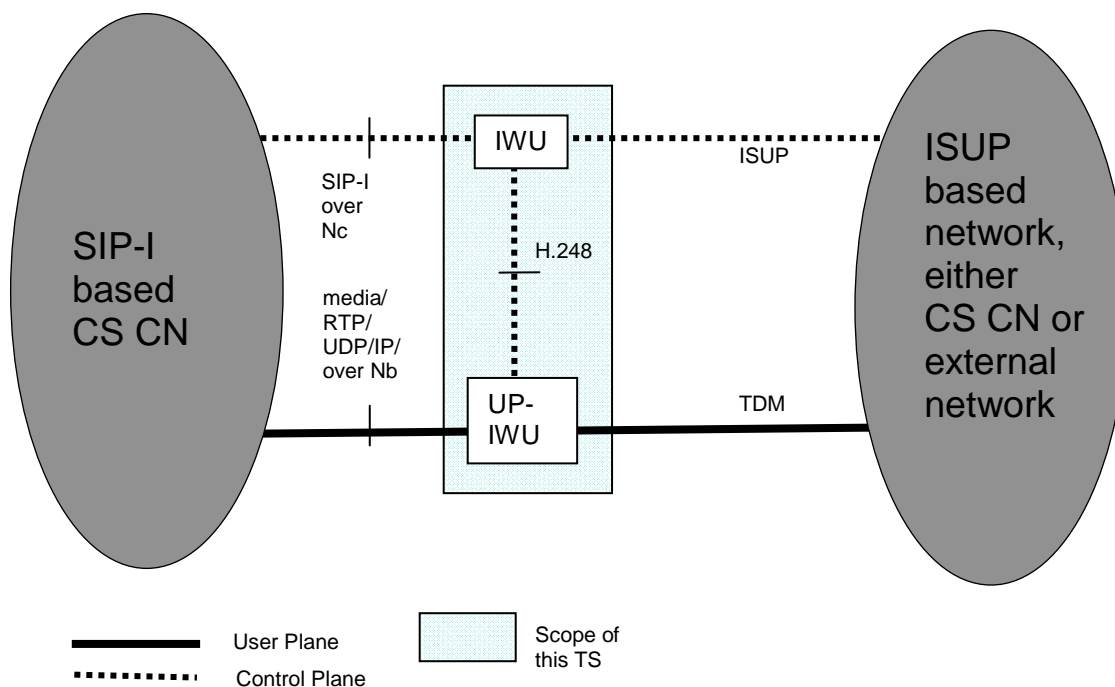 SIP-I
based
CS CN
SIP-I
over
Nc
media/
RTP/
UDP/IP/
over Nb
IWU
H.248
UP-
IWU
ISUP
TDM
ISUP
based
network,
either
CS CN or
external
network
User Plane
Control Plane
Scope of
this TS